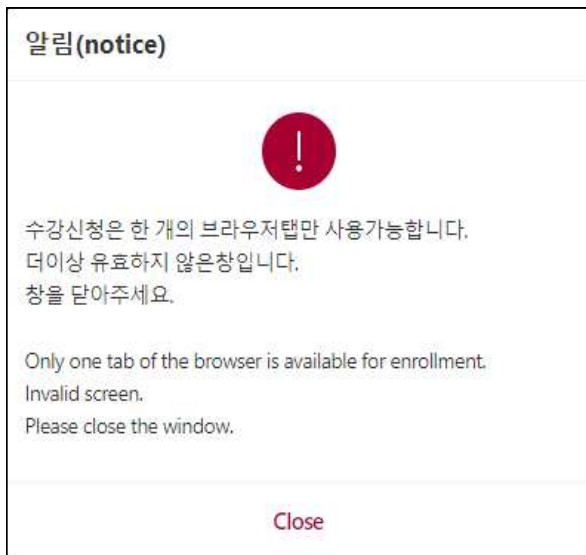 알림(notice)
수강신청은 한 개의 브라우저탭만 사용가능합니다.
더이상 유효하지 않은창입니다.
창을 닫아주세요.
Only one tab of the browser is available for enrollment.
Invalid screen.
Please close the window.
Close